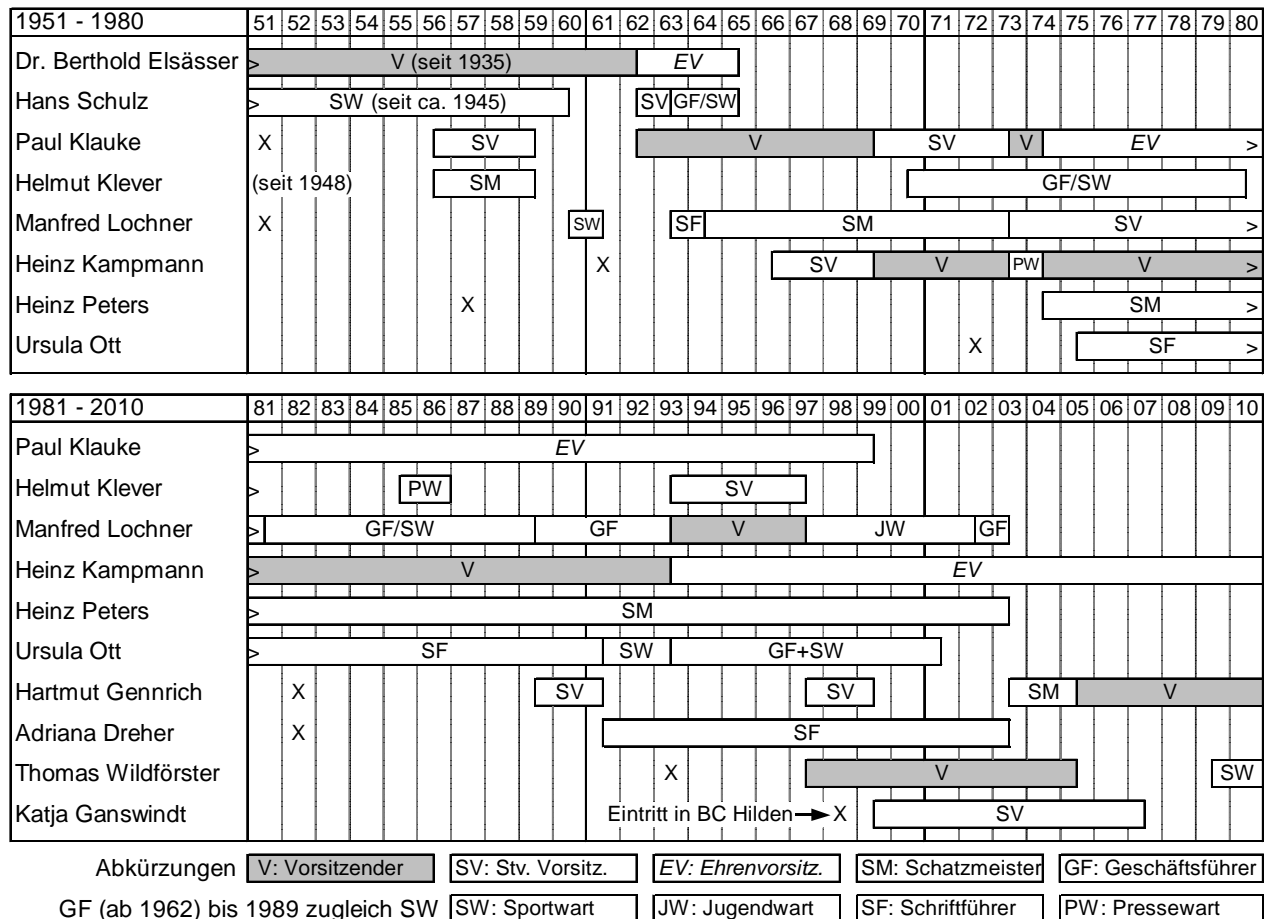 1951 - 1980 51 52 53 54 55 56 57 58 59 60 61 62 63 64 65 66 67 68 69 70 71 72 73 74 75 76 77 78 79 80
Dr. Berthold Elsässer > V (seit 1935) EV
Hans Schulz > SW (seit ca. 1945) SV GF/SW
Paul Klauke X SV V SV V EV >
Helmut Klever (seit 1948) SM GF/SW
Manfred Lochner X SW SF SM SV >
Heinz Kampmann X SV V PW V >
Heinz Peters X SM >
Ursula Ott X SF >
1981 - 2010 81 82 83 84 85 86 87 88 89 90 91 92 93 94 95 96 97 98 99 00 01 02 03 04 05 06 07 08 09 10
Paul Klauke > EV
Helmut Klever > PW SV
Manfred Lochner > GF/SW GF V JW GF
Heinz Kampmann > V EV
Heinz Peters > SM
Ursula Ott > SF SW GF+SW
Hartmut Gennrich X SV SV SM V
Adriana Dreher X SF
Thomas Wildförster X V SW
Katja Ganswindt Eintritt in BC Hilden X SV
Abkürzungen V: Vorsitzender SV: Stv. Vorsitz. EV: Ehrenvorsitz. SM: Schatzmeister GF: Geschäftsführer
GF (ab 1962) bis 1989 zugleich SW SW: Sportwart JW: Jugendwart SF: Schriftführer PW: Pressewart